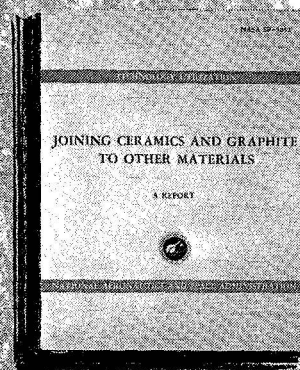 NASA SP-5052
TECHNOLOGY UTILIZATION
JOINING CERAMICS AND GRAPHITE
TO OTHER MATERIALS
A REPORT
NATIONAL AERONAUTICS AND SPACE ADMINISTRATION